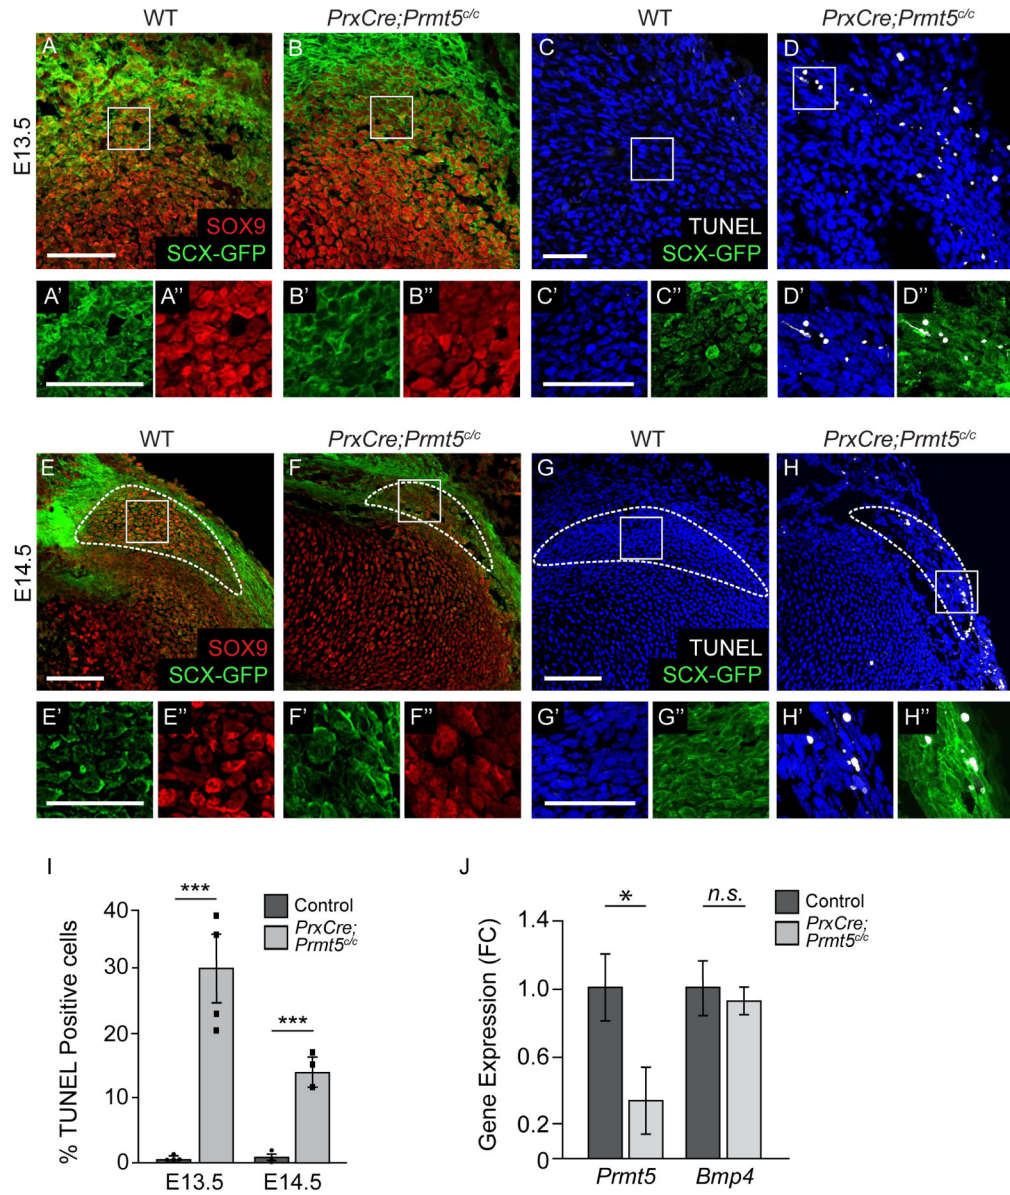 WT
PrxCre;Prmt5c/c
WT
PrxCre;Prmt5c/c
E13.5
A
SOX9
SCX-GFP
B
C
TUNEL
SCX-GFP
D
A'
A"
B'
B"
C'
C"
D'
D"
WT
PrxCre;Prmt5c/c
WT
PrxCre;Prmt5c/c
E14.5
E
SOX9
SCX-GFP
F
G
TUNEL
SCX-GFP
H
E'
E"
F'
F"
G'
G"
H'
H"
I
% TUNEL Positive cells
40
30
20
10
0
***
***
Control
PrxCre;
Prmt5c/c
E13.5
E14.5
J
Gene Expression (FC)
1.4
1.0
0.6
0.2
0
*
n.s.
Control
PrxCre;
Prmt5c/c
Prmt5
Bmp4